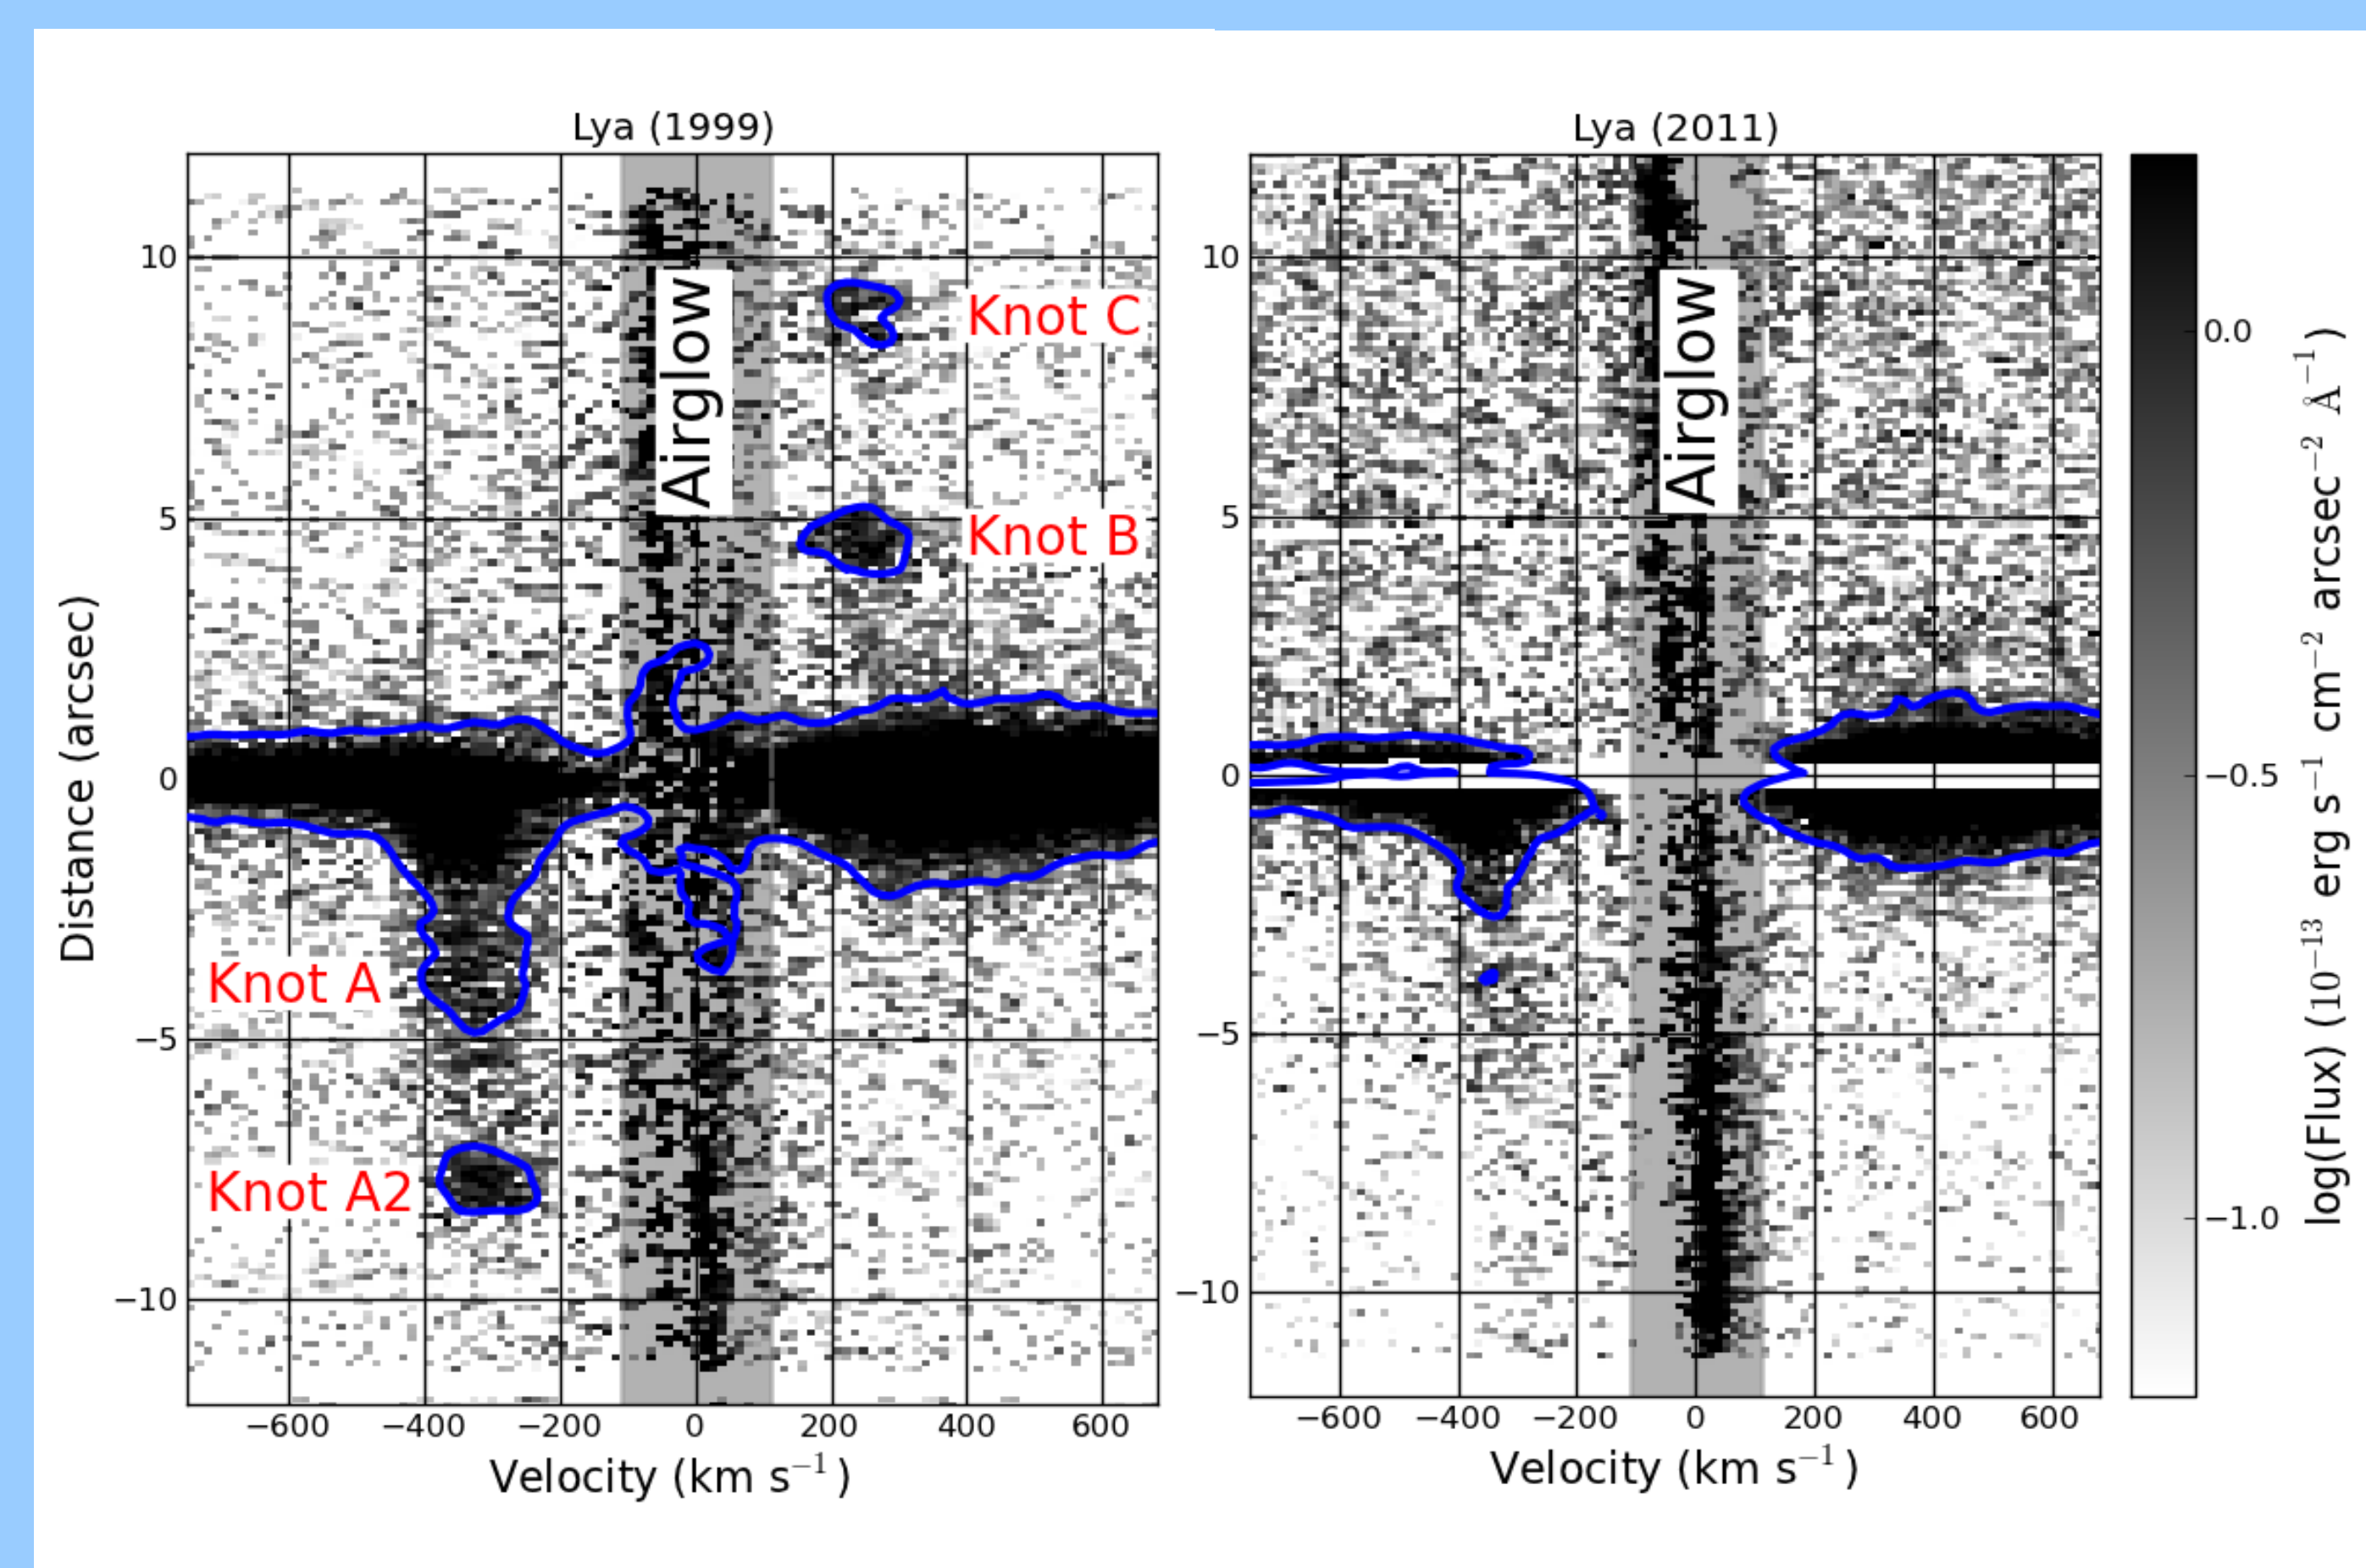 Lya (1999)
10
5
0
−5
−10
Distance (arcsec)
Airglow
Knot C
Knot B
Knot A
Knot A2
−600 −400 −200 0 200 400 600
Velocity (km s⁻¹)
Lya (2011)
10
5
0
−5
−10
Airglow
−600 −400 −200 0 200 400 600
Velocity (km s⁻¹)
0.0
−0.5
−1.0
log(Flux) (10⁻¹³ erg s⁻¹ cm⁻² arcsec⁻² Å⁻¹)